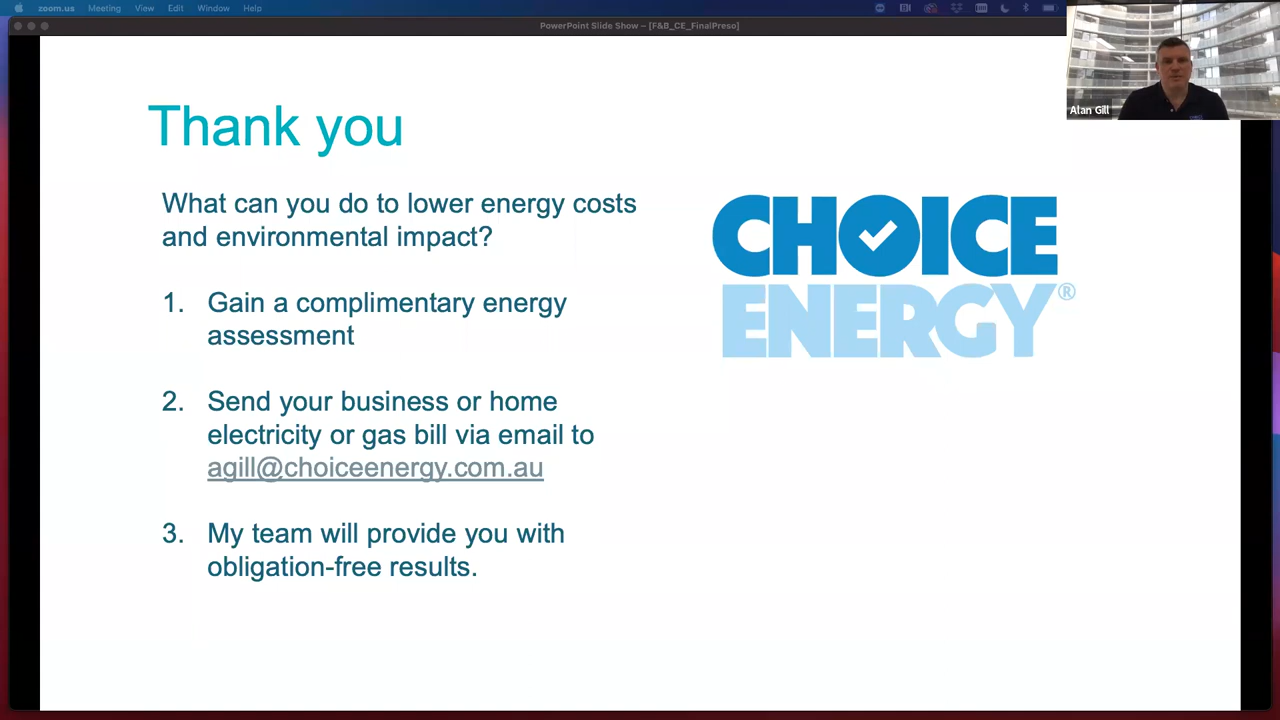 zoom.us Meeting View Edit Window Help
PowerPoint Slide Show – [F&B_CE_FinalPreso]
Alan Gill
Thank you
What can you do to lower energy costs
and environmental impact?
CHOICE
ENERGY®
1. Gain a complimentary energy
assessment
2. Send your business or home
electricity or gas bill via email to
agill@choiceenergy.com.au
3. My team will provide you with
obligation-free results.